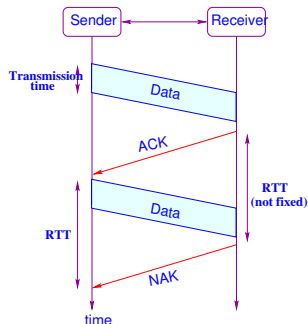 Sender
Receiver
Transmission
time
Data
ACK
RTT
(not fixed)
Data
RTT
NAK
time